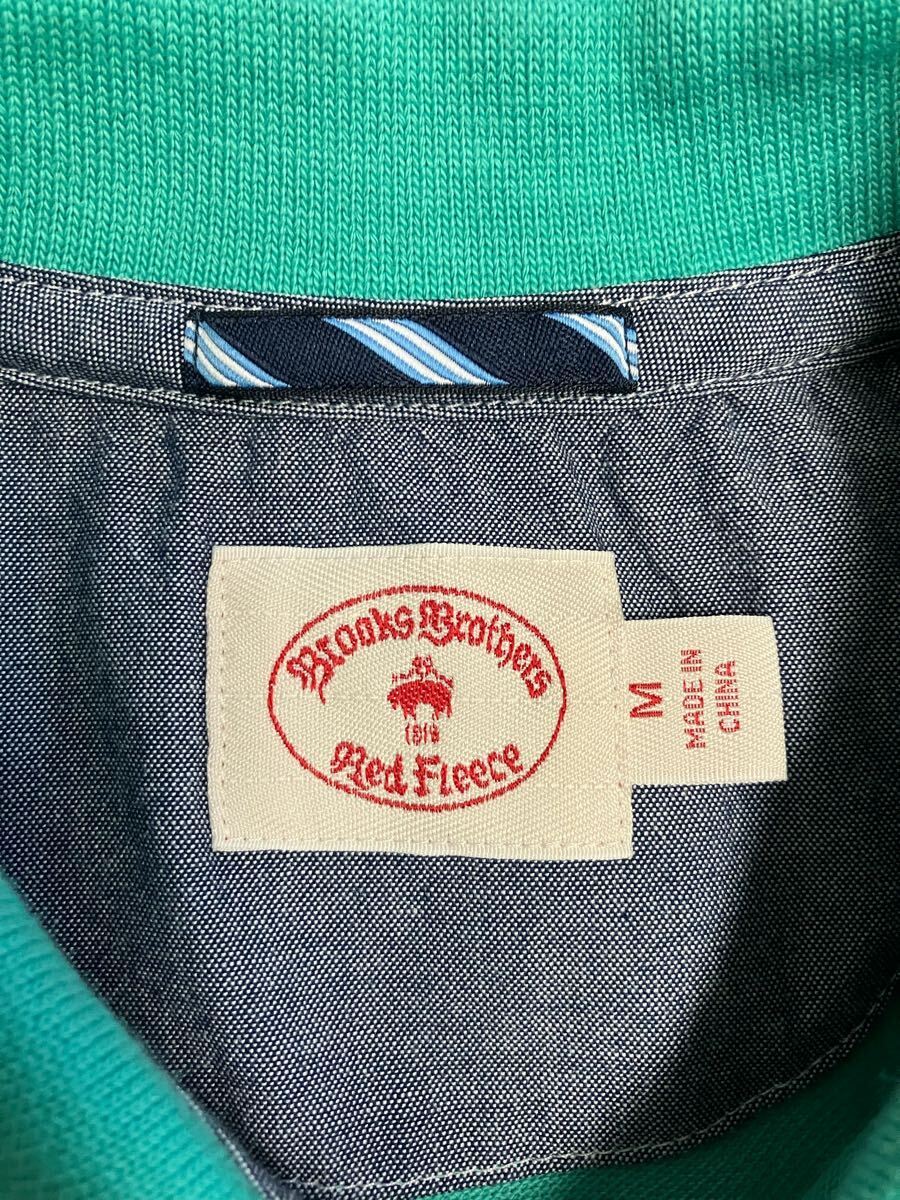 Brooks Brothers
1818
Red Fleece
M
MADE IN
CHINA